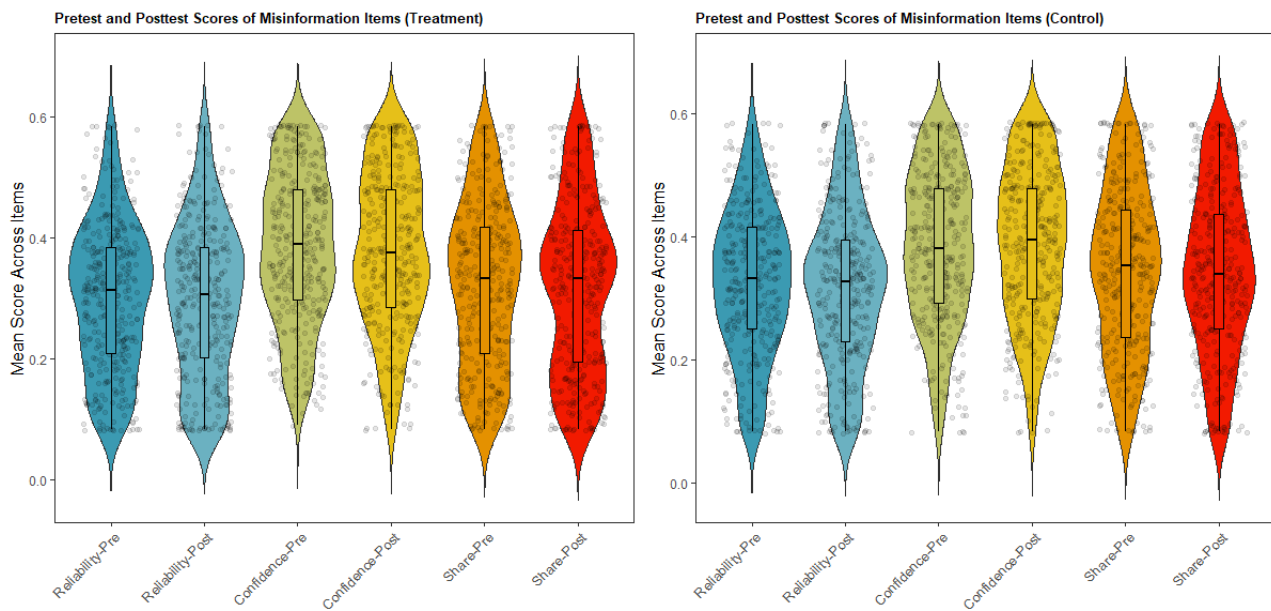 Pretest and Posttest Scores of Misinformation Items (Treatment)
Mean Score Across Items
0.6
0.4
0.2
0.0
Reliability-Pre
Reliability-Post
Confidence-Pre
Confidence-Post
Share-Pre
Share-Post
Pretest and Posttest Scores of Misinformation Items (Control)
Mean Score Across Items
0.6
0.4
0.2
0.0
Reliability-Pre
Reliability-Post
Confidence-Pre
Confidence-Post
Share-Pre
Share-Post